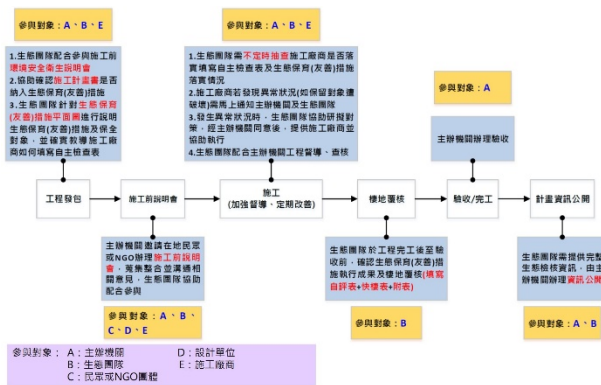 參與對象：A、B、E
1.生態團隊配合參與施工前
環境安全衛生說明會
2.協助確認施工計畫書是否
納入生態保育(友善)措施
3.生態團隊針對生態保育
(友善)措施平面圖進行說明
生態保育(友善)措施及保全
對象，並確實教導施工廠
商如何填寫自主檢查表
參與對象：A、B、E
1.生態團隊需不定時抽查施工廠商是否落
實填寫自主檢查表及生態保育(友善)措施
落實情況
2.施工廠商若發現異常狀況(如保留對象遭
破壞)需馬上通知主辦機關及生態團隊
3.發生異常狀況時，生態團隊協助研擬對
策，經主辦機關同意後，提供施工廠商並
協助執行
4.生態團隊配合主辦機關工程督導、查核
參與對象：A
主辦機關辦理驗收
工程發包
施工前說明會
施工
(加強督導、定期改善)
棲地覆核
驗收/完工
計畫資訊公開
主辦機關邀請在地民眾
或NGO辦理施工前說明
會，蒐集整合並溝通相
關意見，生態團隊協助
配合參與
參與對象：A、B、
C、D、E
生態團隊於工程完工後至驗
收前，確認生態保育(友善)措
施執行成果及棲地覆核(填寫
自評表+快棲表+附表)
參與對象：B
生態團隊需提供完整
生態檢核資訊，由主
辦機關辦理資訊公開
參與對象：A、B
參與對象： A：主辦機關 D：設計單位
B：生態團隊 E：施工廠商
C：民眾或NGO團體